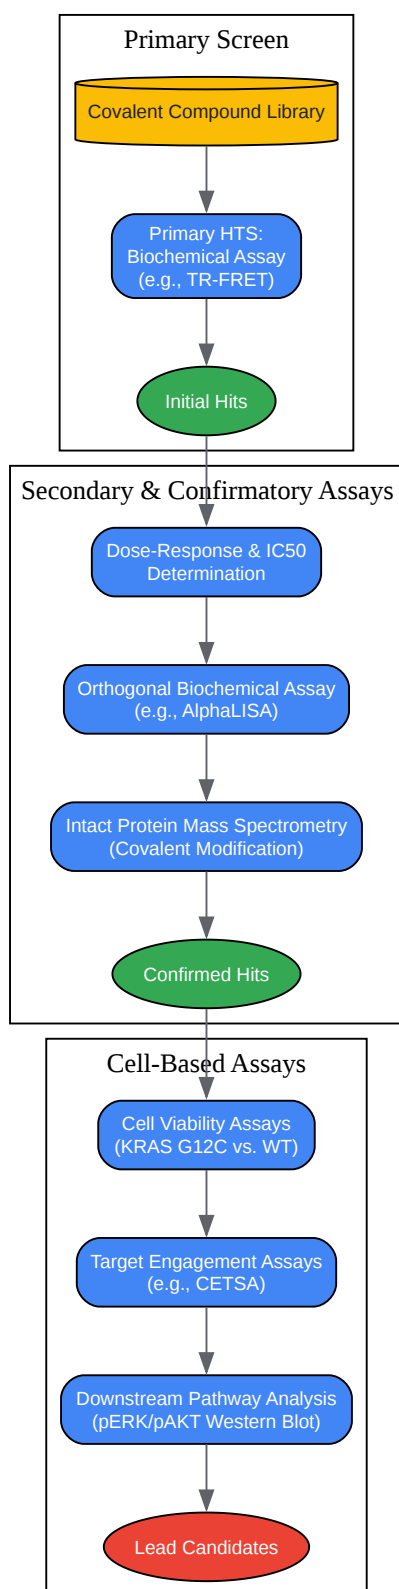 Primary Screen
Covalent Compound Library
Primary HTS:
Biochemical Assay
(e.g., TR-FRET)
Initial Hits
Secondary & Confirmatory Assays
Dose-Response & IC50
Determination
Orthogonal Biochemical Assay
(e.g., AlphaLISA)
Intact Protein Mass Spectrometry
(Covalent Modification)
Confirmed Hits
Cell-Based Assays
Cell Viability Assays
(KRAS G12C vs. WT)
Target Engagement Assays
(e.g., CETSA)
Downstream Pathway Analysis
(pERK/pAKT Western Blot)
Lead Candidates